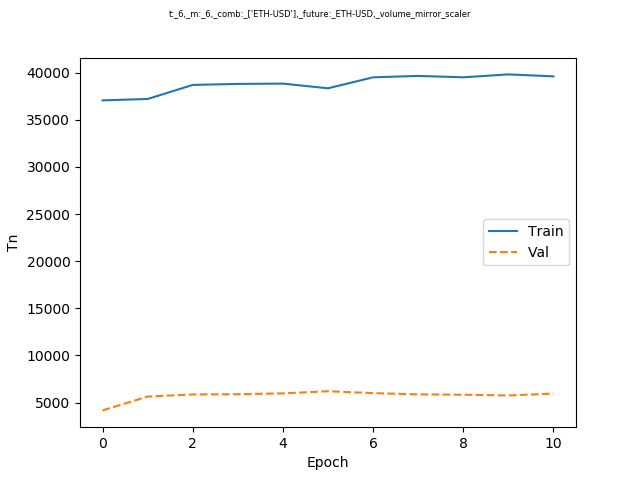 t:_6,_m:_6,_comb:_['ETH-USD'],_future:_ETH-USD,_volume_mirror_scaler
40000
35000
30000
25000
20000
15000
10000
5000
Tn
Train
Val
0 2 4 6 8 10
Epoch